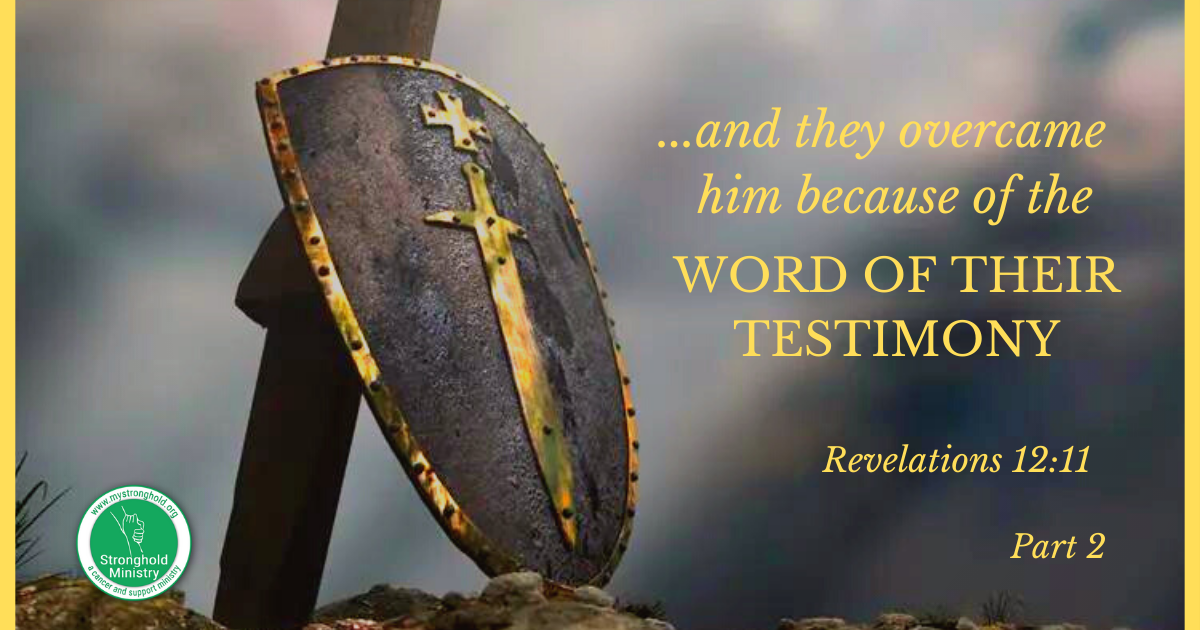 ...and they overcame
him because of the
WORD OF THEIR
TESTIMONY
Revelations 12:11
Part 2
www.mystronghold.org
Stronghold
Ministry
a cancer and support ministry